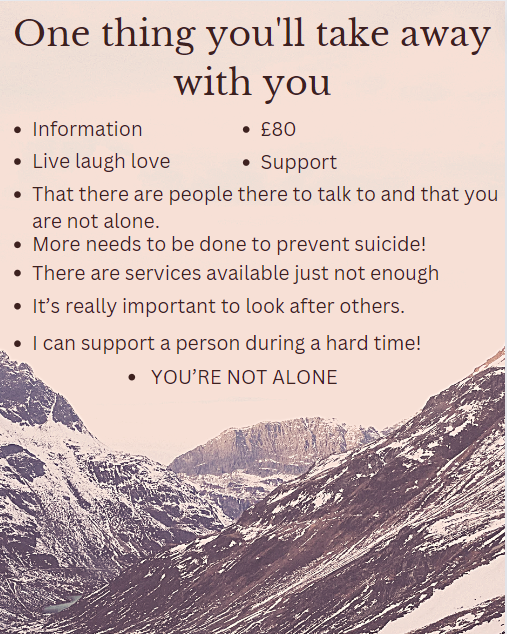 One thing you'll take away
with you
• Information
• £80
• Live laugh love
• Support
• That there are people there to talk to and that you
are not alone.
• More needs to be done to prevent suicide!
• There are services available just not enough
• It’s really important to look after others.
• I can support a person during a hard time!
• YOU’RE NOT ALONE